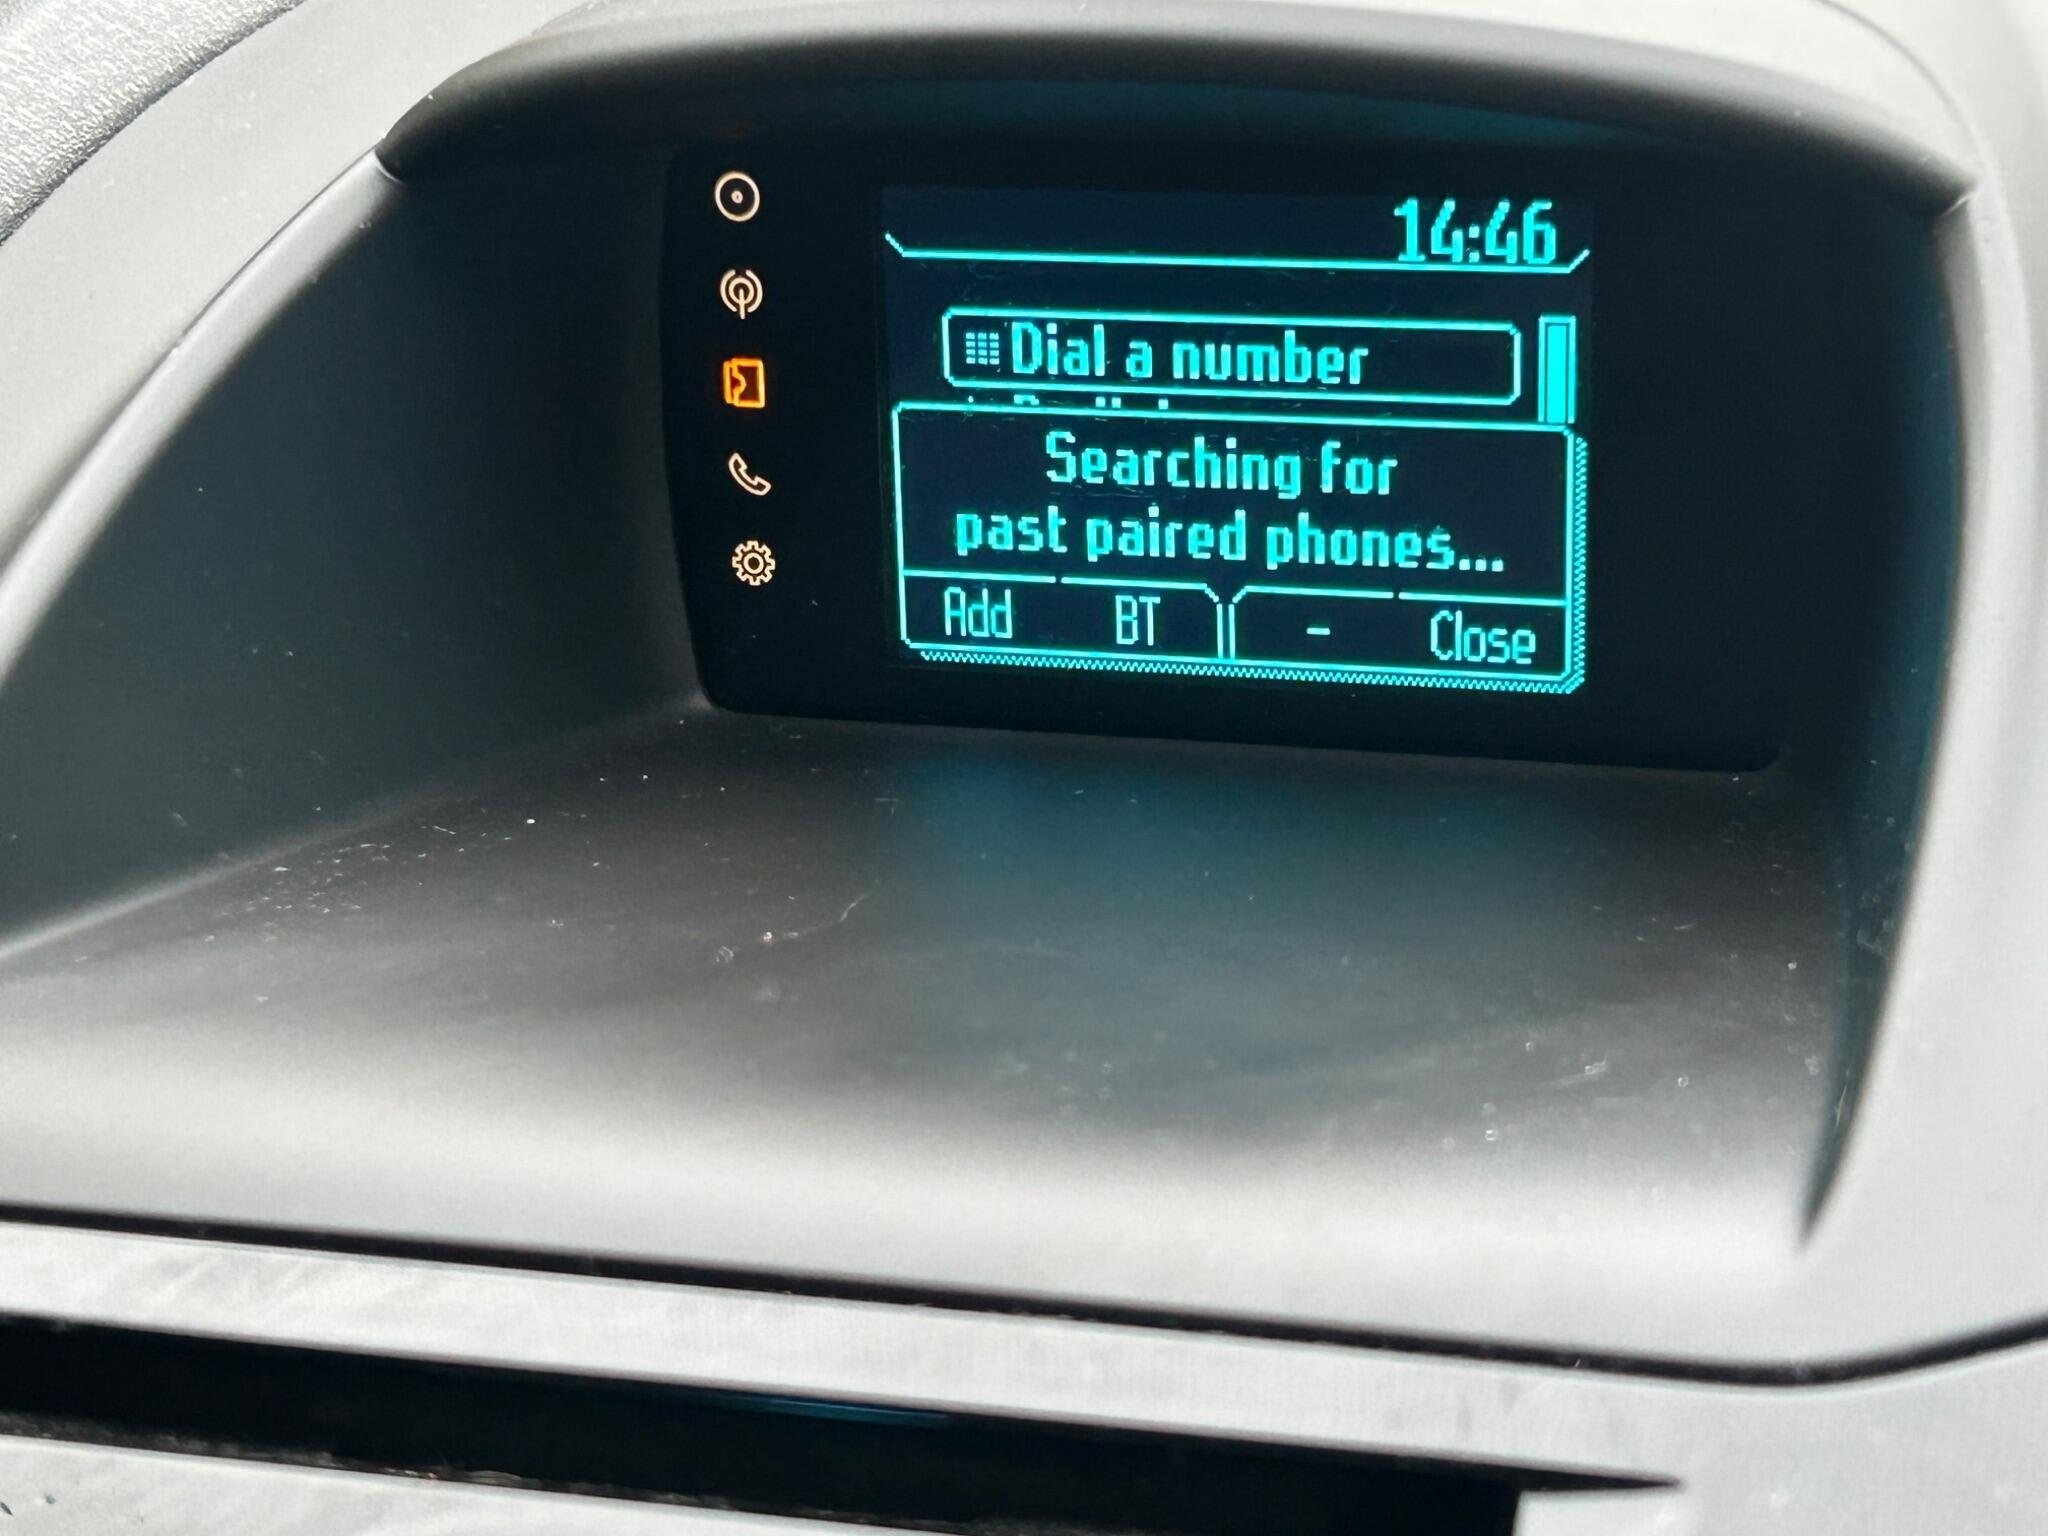 14:46
Dial a number
Searching for
past paired phones...
Add BT - Close